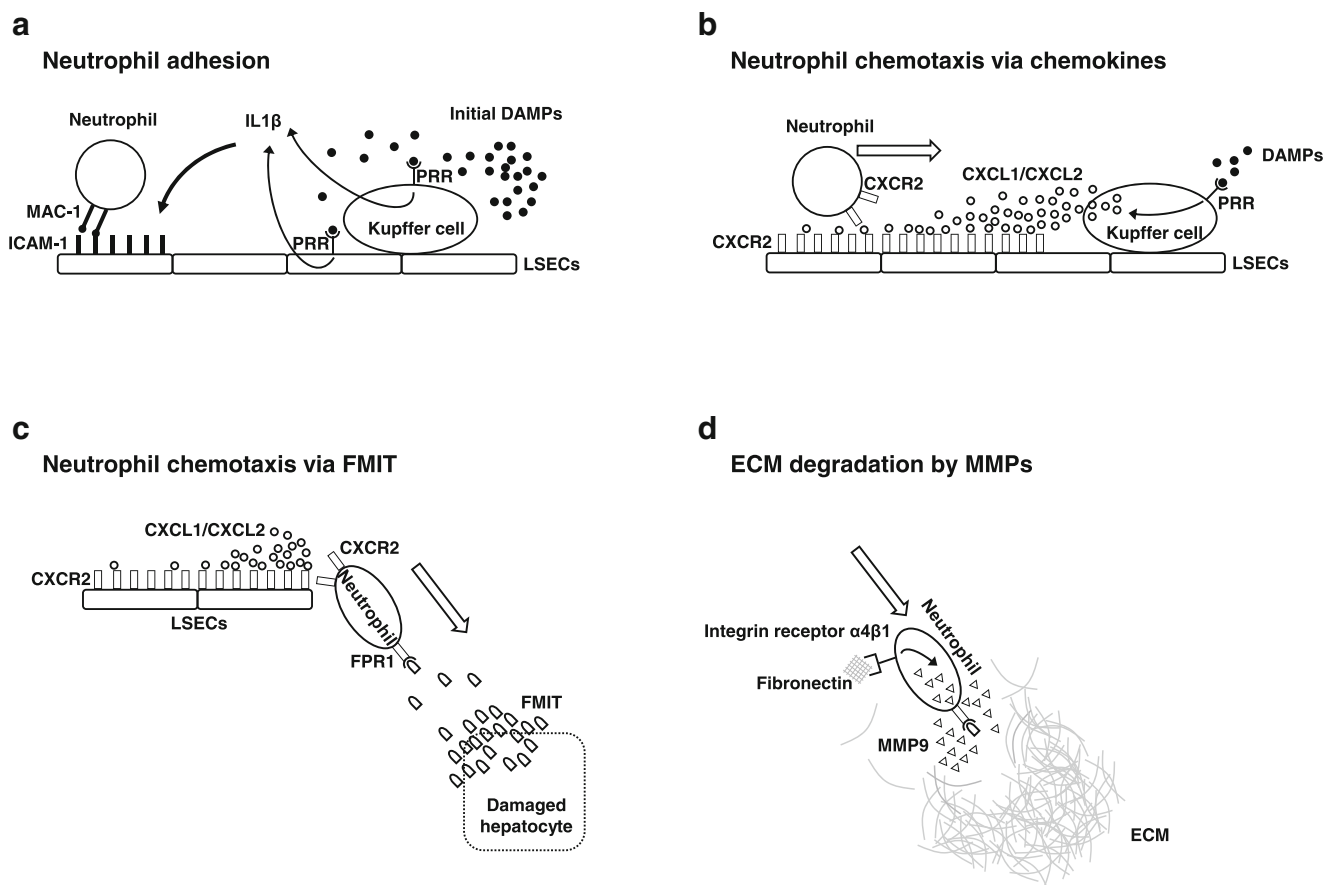 a
Neutrophil adhesion
Neutrophil
IL1β
Initial DAMPs
PRR
MAC-1
ICAM-1
PRR
Kupffer cell
LSECs
b
Neutrophil chemotaxis via chemokines
Neutrophil
DAMPs
CXCL1/CXCL2
CXCR2
PRR
CXCR2
Kupffer cell
LSECs
c
Neutrophil chemotaxis via FMIT
CXCL1/CXCL2
CXCR2
CXCR2
Neutrophil
LSECs
FPR1
FMIT
Damaged
hepatocyte
d
ECM degradation by MMPs
Neutrophil
Integrin receptor α4β1
Fibronectin
MMP9
ECM